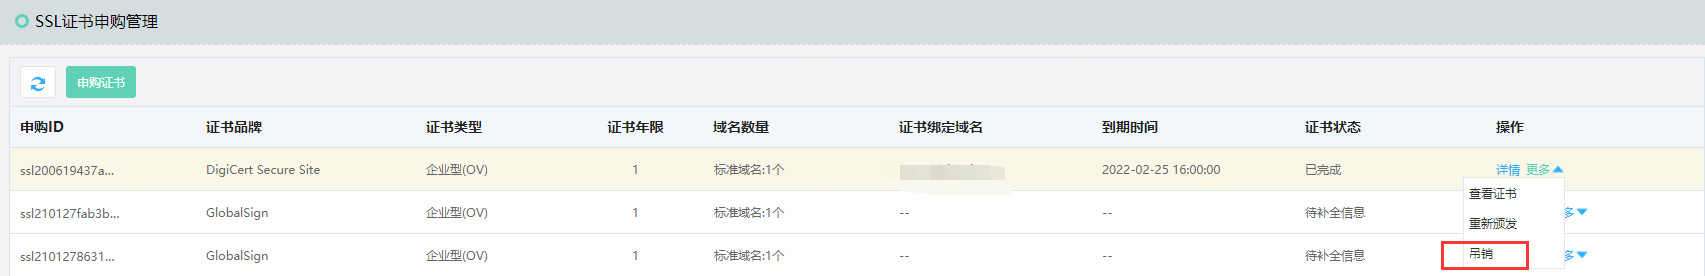 SSL证书申购管理
申购证书
申购ID 证书品牌 证书类型 证书年限 域名数量 证书绑定域名 到期时间 证书状态 操作
ssl200619437a... DigiCert Secure Site 企业型(OV) 1 标准域名:1个 2022-02-25 16:00:00 已完成 详情 更多
查看证书
ssl210127fab3b... GlobalSign 企业型(OV) 1 标准域名:1个 -- -- 待补全信息 多
重新颁发
ssl2101278631... GlobalSign 企业型(OV) 1 标准域名:1个 -- -- 待补全信息 多
吊销